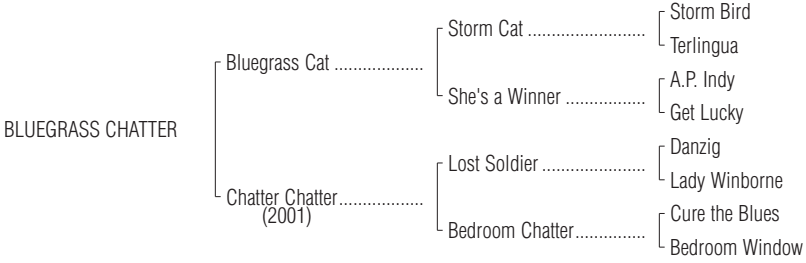 Storm Bird
Storm Cat ........................
Terlingua
Bluegrass Cat ..................
A.P. Indy
She's a Winner ................
Get Lucky
BLUEGRASS CHATTER
Danzig
Lost Soldier .....................
Lady Winborne
Chatter Chatter.................
(2001)
Cure the Blues
Bedroom Chatter..............
Bedroom Window